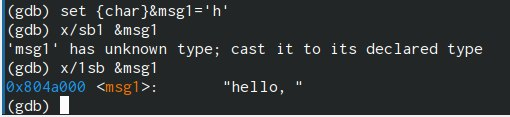 (gdb) set {char}&msg1='h'
(gdb) x/sb1 &msg1
'msg1' has unknown type; cast it to its declared type
(gdb) x/1sb &msg1
0x804a000 <msg1>:	"hello, "
(gdb)